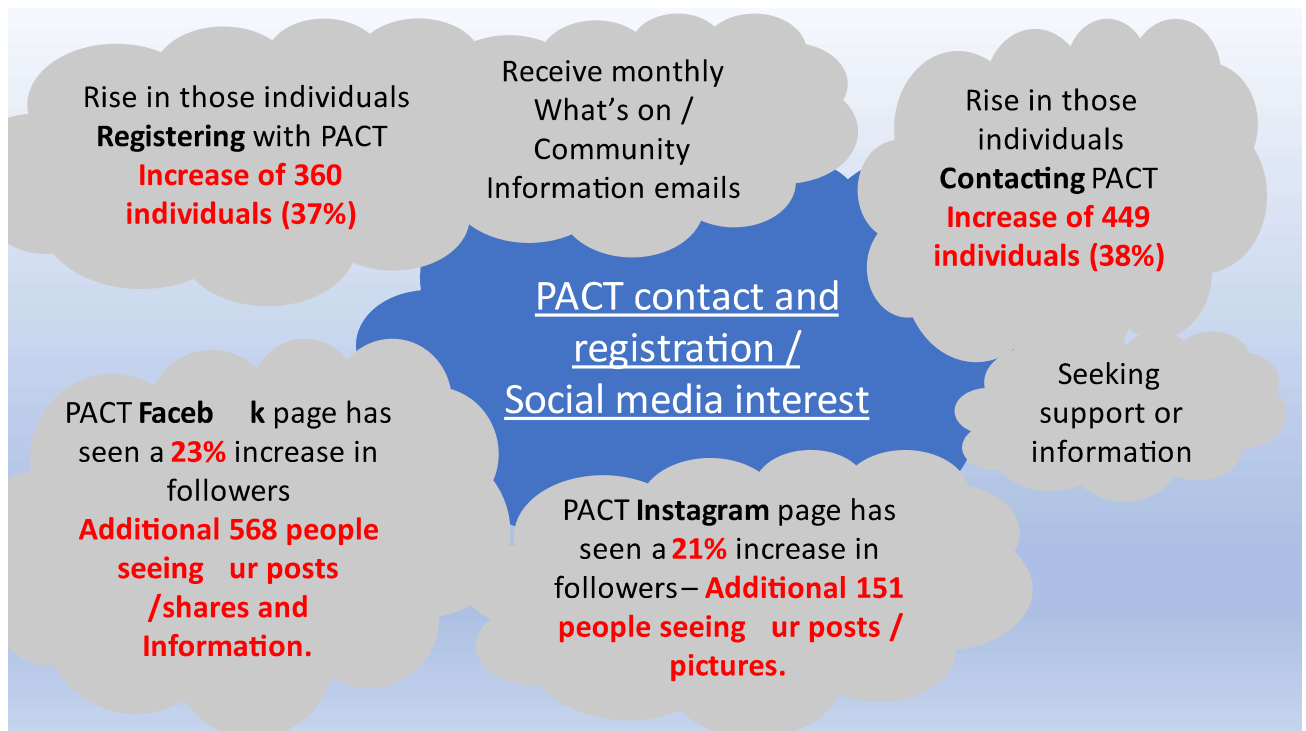 Rise in those individuals
Registering with PACT
Increase of 360
individuals (37%)
Receive monthly
What's on /
Community
Information emails
Rise in those
individuals
Contacting PACT
Increase of 449
individuals (38%)
PACT contact and
registration /
Social media interest
Seeking
support or
information
PACT Faceb k page has
seen a 23% increase in
followers
Additional 568 people
seeing ur posts
/shares and
Information.
PACT Instagram page has
seen a 21% increase in
followers – Additional 151
people seeing ur posts /
pictures.